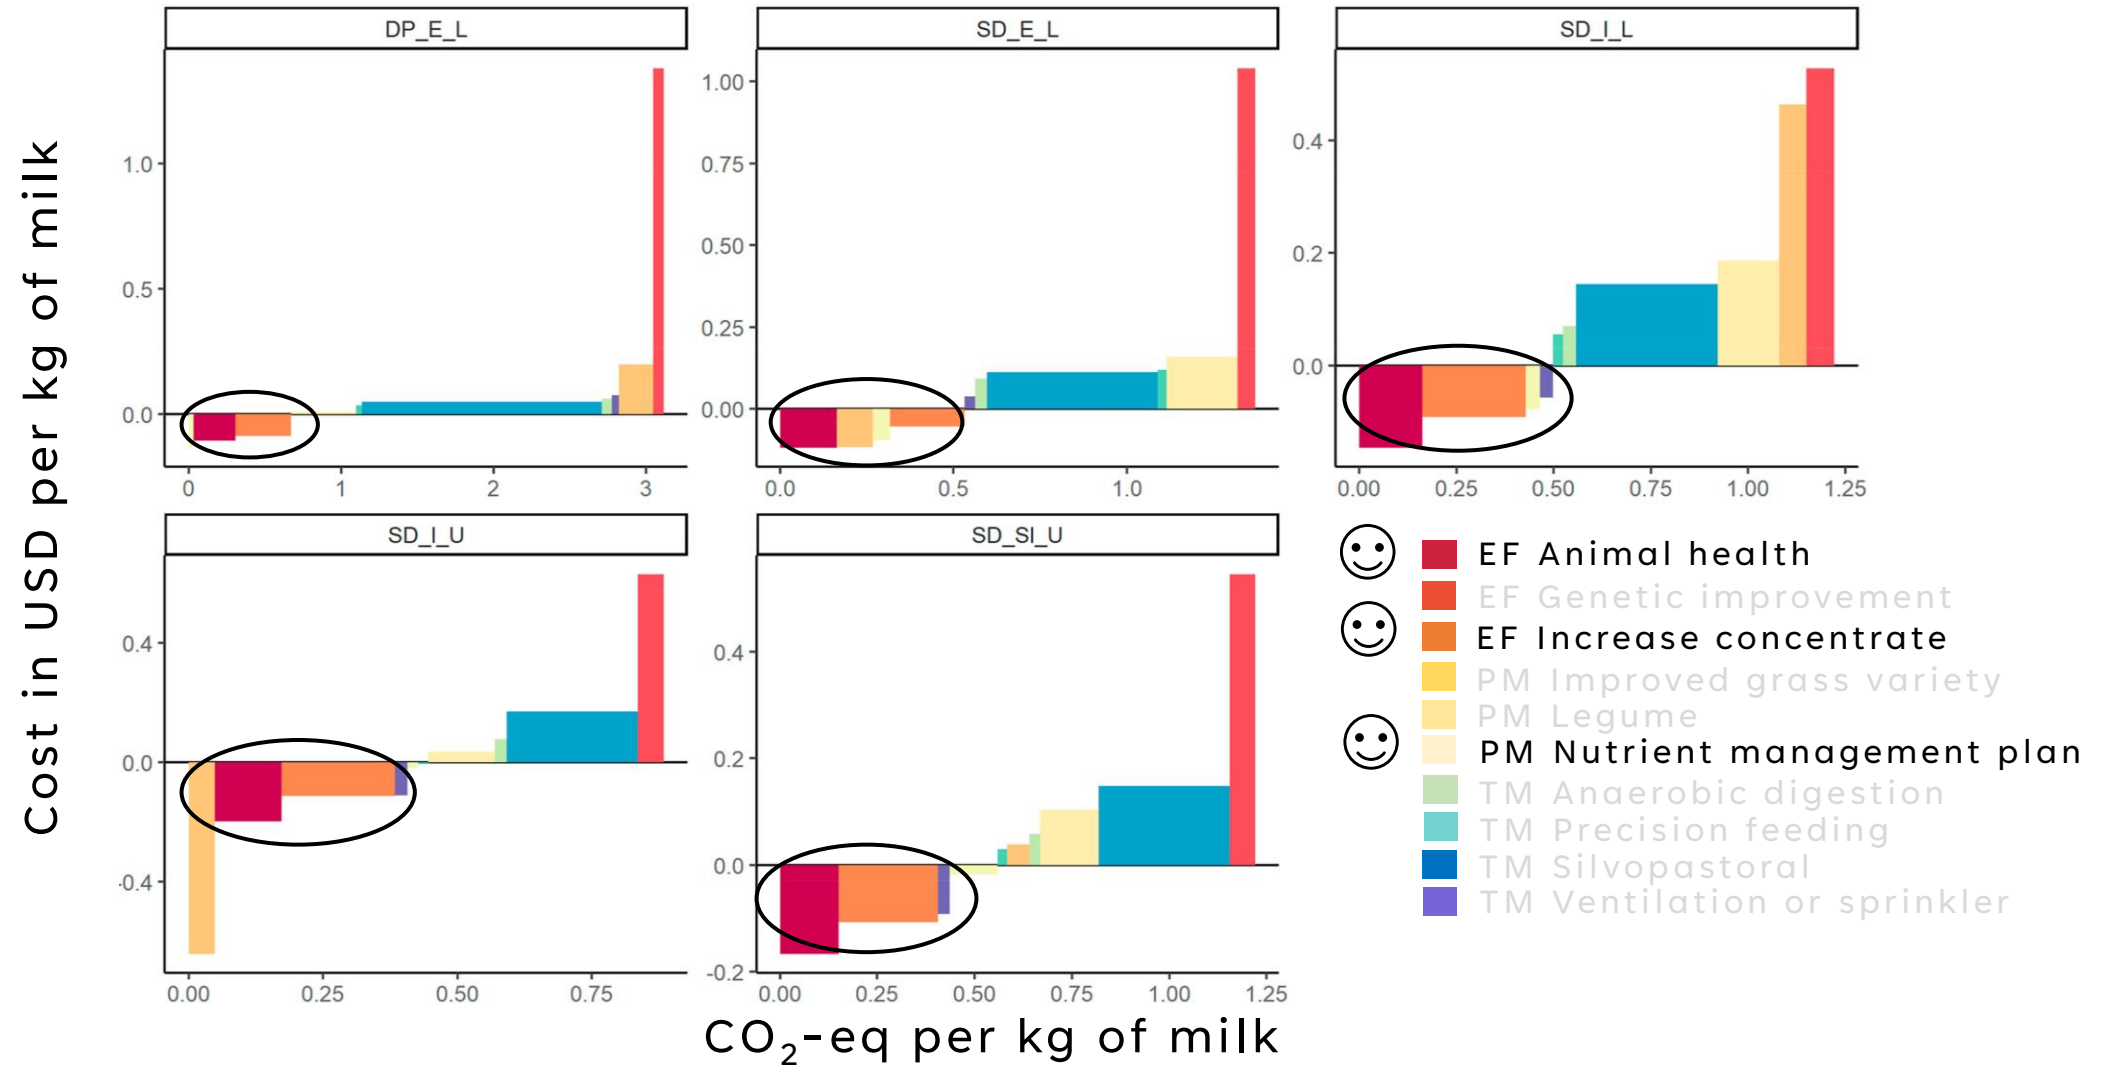 Cost in USD per kg of milk
DP_E_L
1.0
0.5
0.0
0 1 2 3
SD_E_L
1.00
0.75
0.50
0.25
0.00
0.0 0.5 1.0
SD_I_L
0.4
0.2
0.0
0.00 0.25 0.50 0.75 1.00 1.25
SD_I_U
0.4
0.0
-0.4
0.00 0.25 0.50 0.75
SD_SI_U
0.4
0.2
0.0
-0.2
0.00 0.25 0.50 0.75 1.00 1.25
EF Animal health
EF Genetic improvement
EF Increase concentrate
PM Improved grass variety
PM Legume
PM Nutrient management plan
TM Anaerobic digestion
TM Precision feeding
TM Silvopastoral
TM Ventilation or sprinkler
CO₂-eq per kg of milk